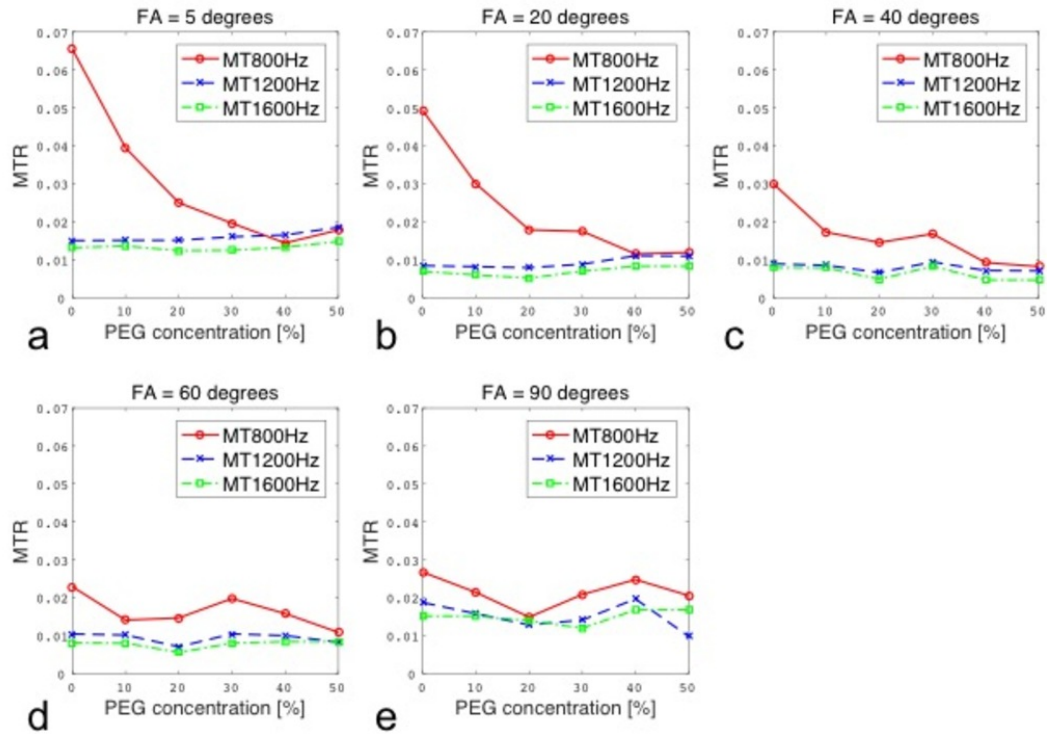 FA = 5 degrees
0.07
0.06
0.05
0.04
0.03
0.02
0.01
0
MTR
MT800Hz
MT1200Hz
MT1600Hz
0 10 20 30 40 50
PEG concentration [%]
a
FA = 20 degrees
0.07
0.06
0.05
0.04
0.03
0.02
0.01
0
MTR
MT800Hz
MT1200Hz
MT1600Hz
0 10 20 30 40 50
PEG concentration [%]
b
FA = 40 degrees
0.07
0.06
0.05
0.04
0.03
0.02
0.01
0
MTR
MT800Hz
MT1200Hz
MT1600Hz
0 10 20 30 40 50
PEG concentration [%]
c
FA = 60 degrees
0.07
0.06
0.05
0.04
0.03
0.02
0.01
0
MTR
MT800Hz
MT1200Hz
MT1600Hz
0 10 20 30 40 50
PEG concentration [%]
d
FA = 90 degrees
0.07
0.06
0.05
0.04
0.03
0.02
0.01
0
MTR
MT800Hz
MT1200Hz
MT1600Hz
0 10 20 30 40 50
PEG concentration [%]
e